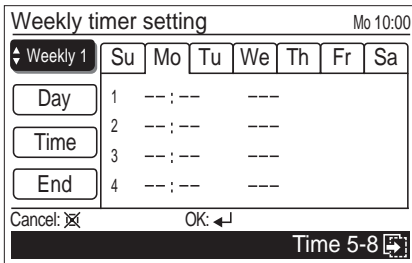 Weekly timer setting Mo 10:00
Weekly 1 Su Mo Tu We Th Fr Sa
Day 1 --:-- ---
2 --:-- ---
Time 3 --:-- ---
End 4 --:-- ---
Cancel: OK:
Time 5-8